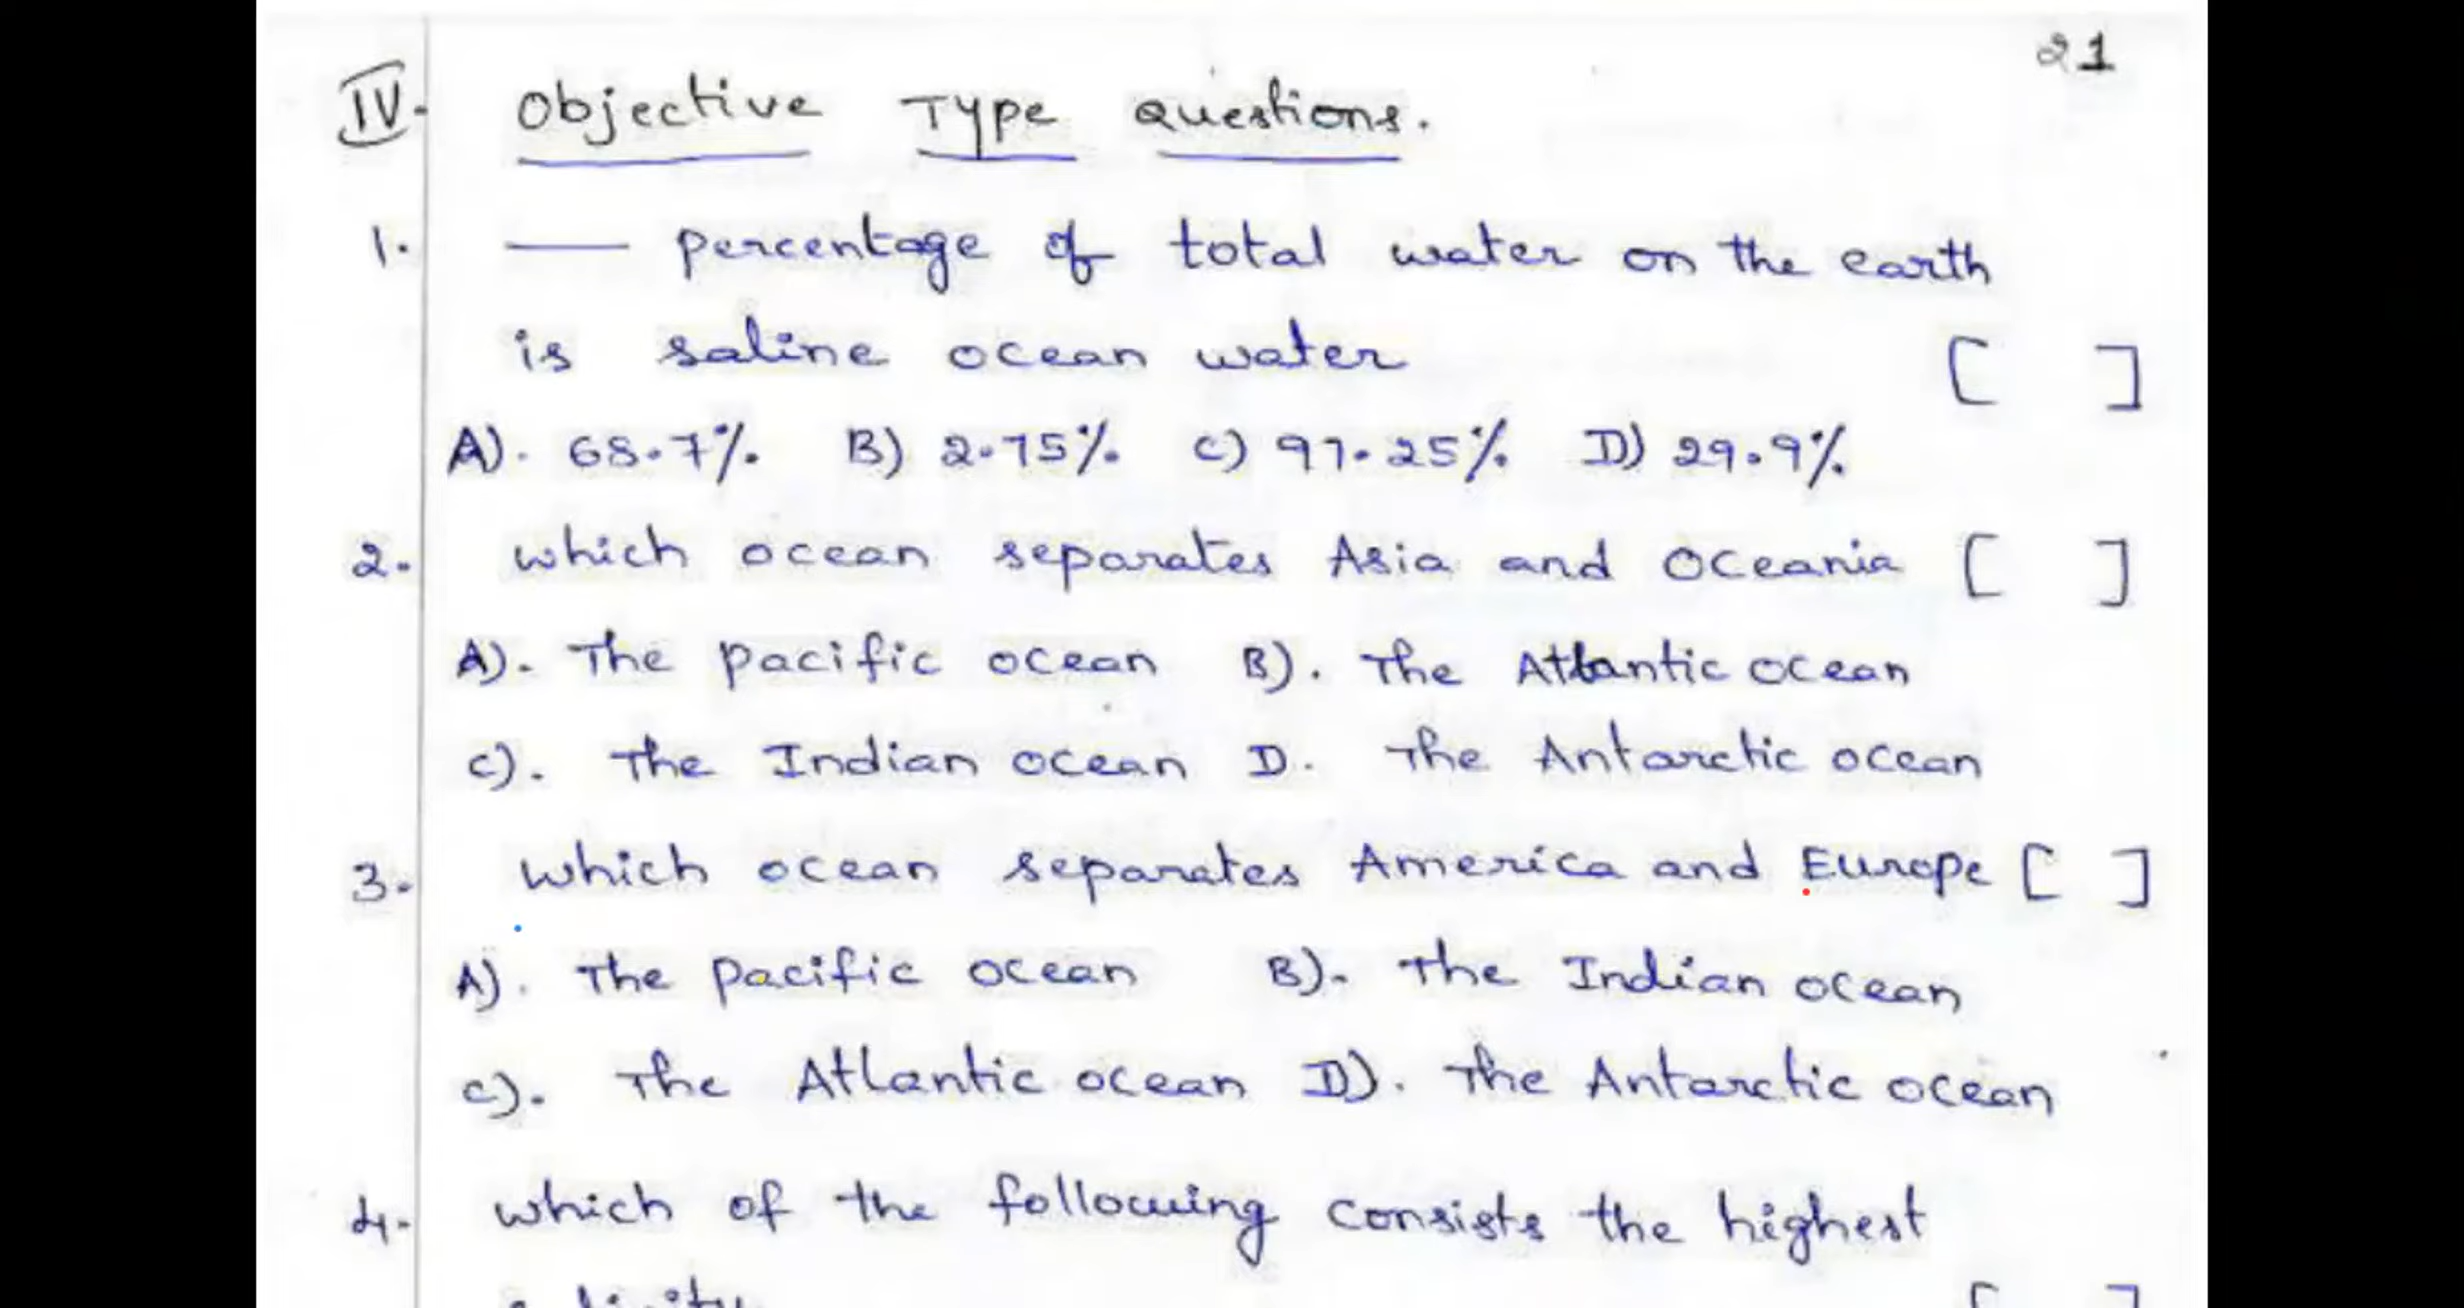 21
IV. Objective Type questions.
1. — percentage of total water on the earth
is saline ocean water [ ]
A). 68.7% B) 2.75% C) 97.25% D) 29.9%
2. which ocean separates Asia and Oceania [ ]
A). The pacific ocean B). The Atlantic ocean
C). The Indian ocean D. The Antarctic ocean
3. which ocean separates America and Europe [ ]
A). The pacific ocean B). The Indian ocean
C). The Atlantic ocean D). The Antarctic ocean
4. which of the following consists the highest
[ ]